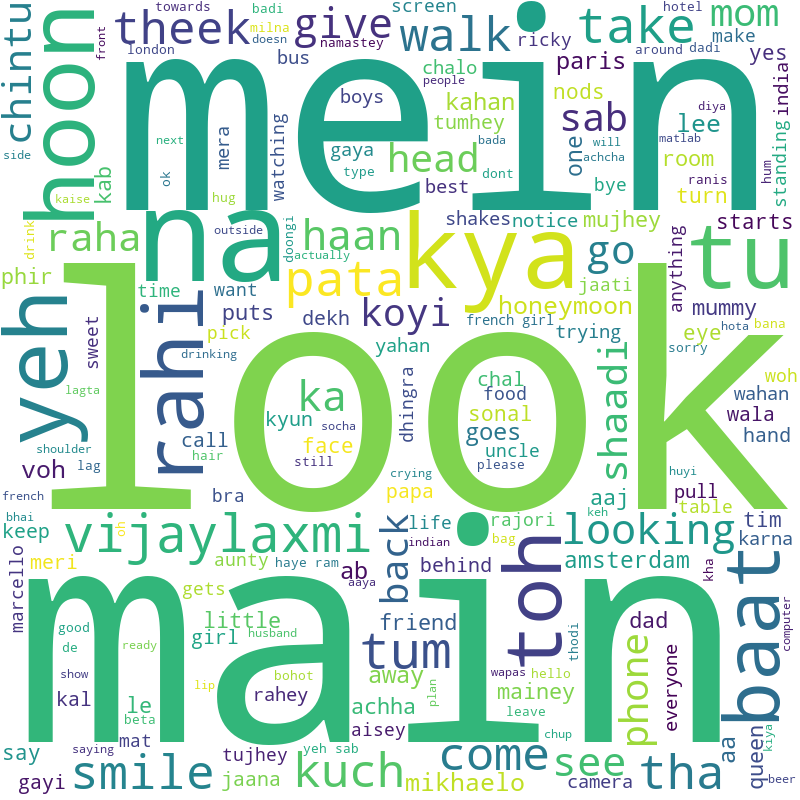 badi
towards
screen
hotel
milna
doesn
front
theek
give
walk
take
mom
london
namastey
ricky
around
dadi
make
bus
paris
yes
people
chintu
hoon
mein
chalo
boys
kahan
nods
india
diya
tumhey
sab
lee
next
mera
watching
gaya
bada
will
matlab
one
standing
side
ok
head
achcha
room
hum
kab
type
best
dont
bye
ranis
kaise
hug
turn
na
shakes
notice
mujhey
starts
outside
haan
kya
tu
raha
drink
doongi
actually
go
anything
phir
pata
jaati
time
want
honeymoon
mummy
yeh
rahi
puts
dekh
koyi
french girl
trying
hota
bana
sweet
pick
eye
yahan
sorry
drinking
look
woh
lagta
ka
chal
food
shaadi
wahan
sonal
wala
kyun
socha
dhingra
goes
shoulder
call
face
uncle
hand
voh
lag
hair
still
please
crying
huyi
french
bra
papa
aaj
pull
table
bhai
keep
vijaylaxmi
oh
life
rajori
keh
looking
tim
karna
bag
indian
meri
aunty
haye ram
ab
back
behind
toh
amsterdam
marcello
aaya
kha
baat
computer
main
gets
good
little
friend
dad
de
ready
girl
husband
tum
thodi
phone
everyone
show
bohot
away
wapas
hello
kal
le
lip
rahey
achha
plan
mainey
beta
leave
saying
mat
aisey
chup
aa
queen
kiya
say
yeh sab
tujhey
come
see
tha
gayi
smile
jaana
kuch
mikhaelo
camera
beer